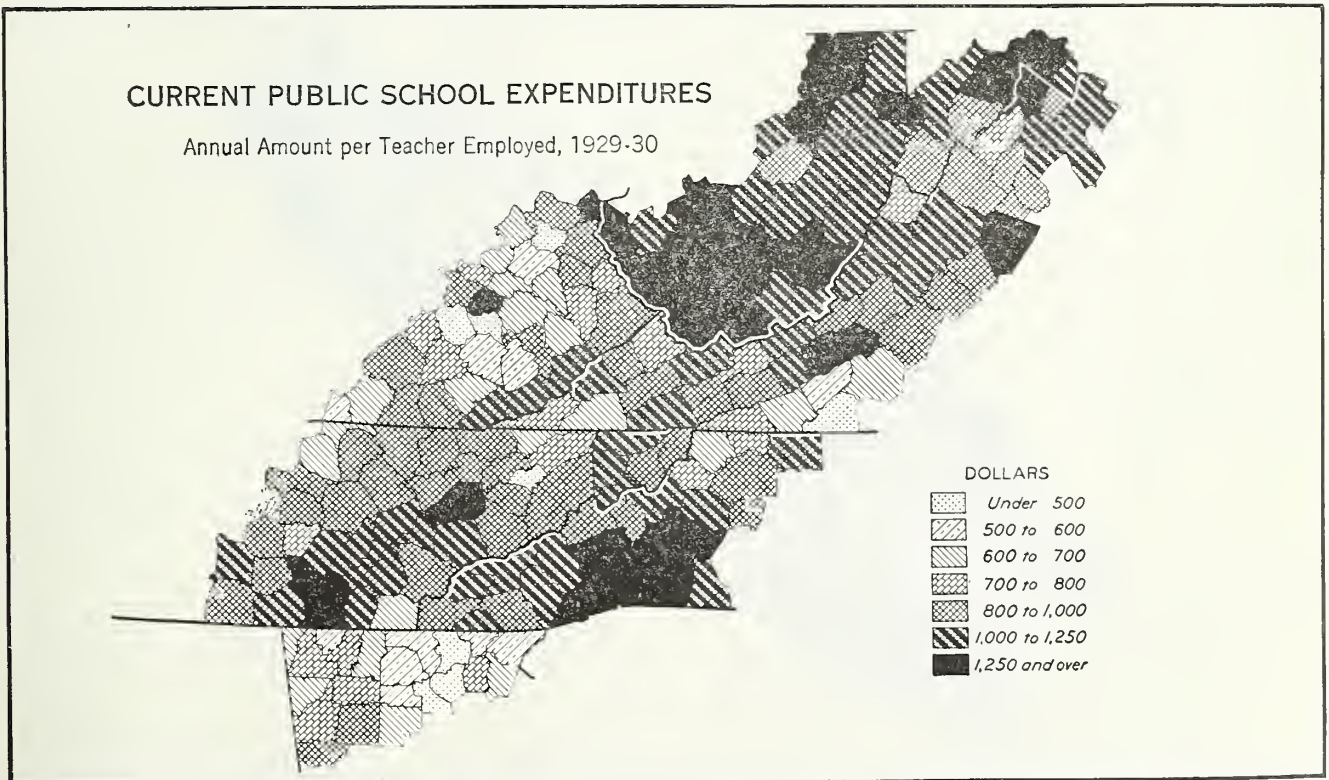 CURRENT PUBLIC SCHOOL EXPENDITURES
Annual Amount per Teacher Employed, 1929-30
DOLLARS
Under 500
500 to 600
600 to 700
700 to 800
800 to 1,000
1,000 to 1,250
1,250 and over